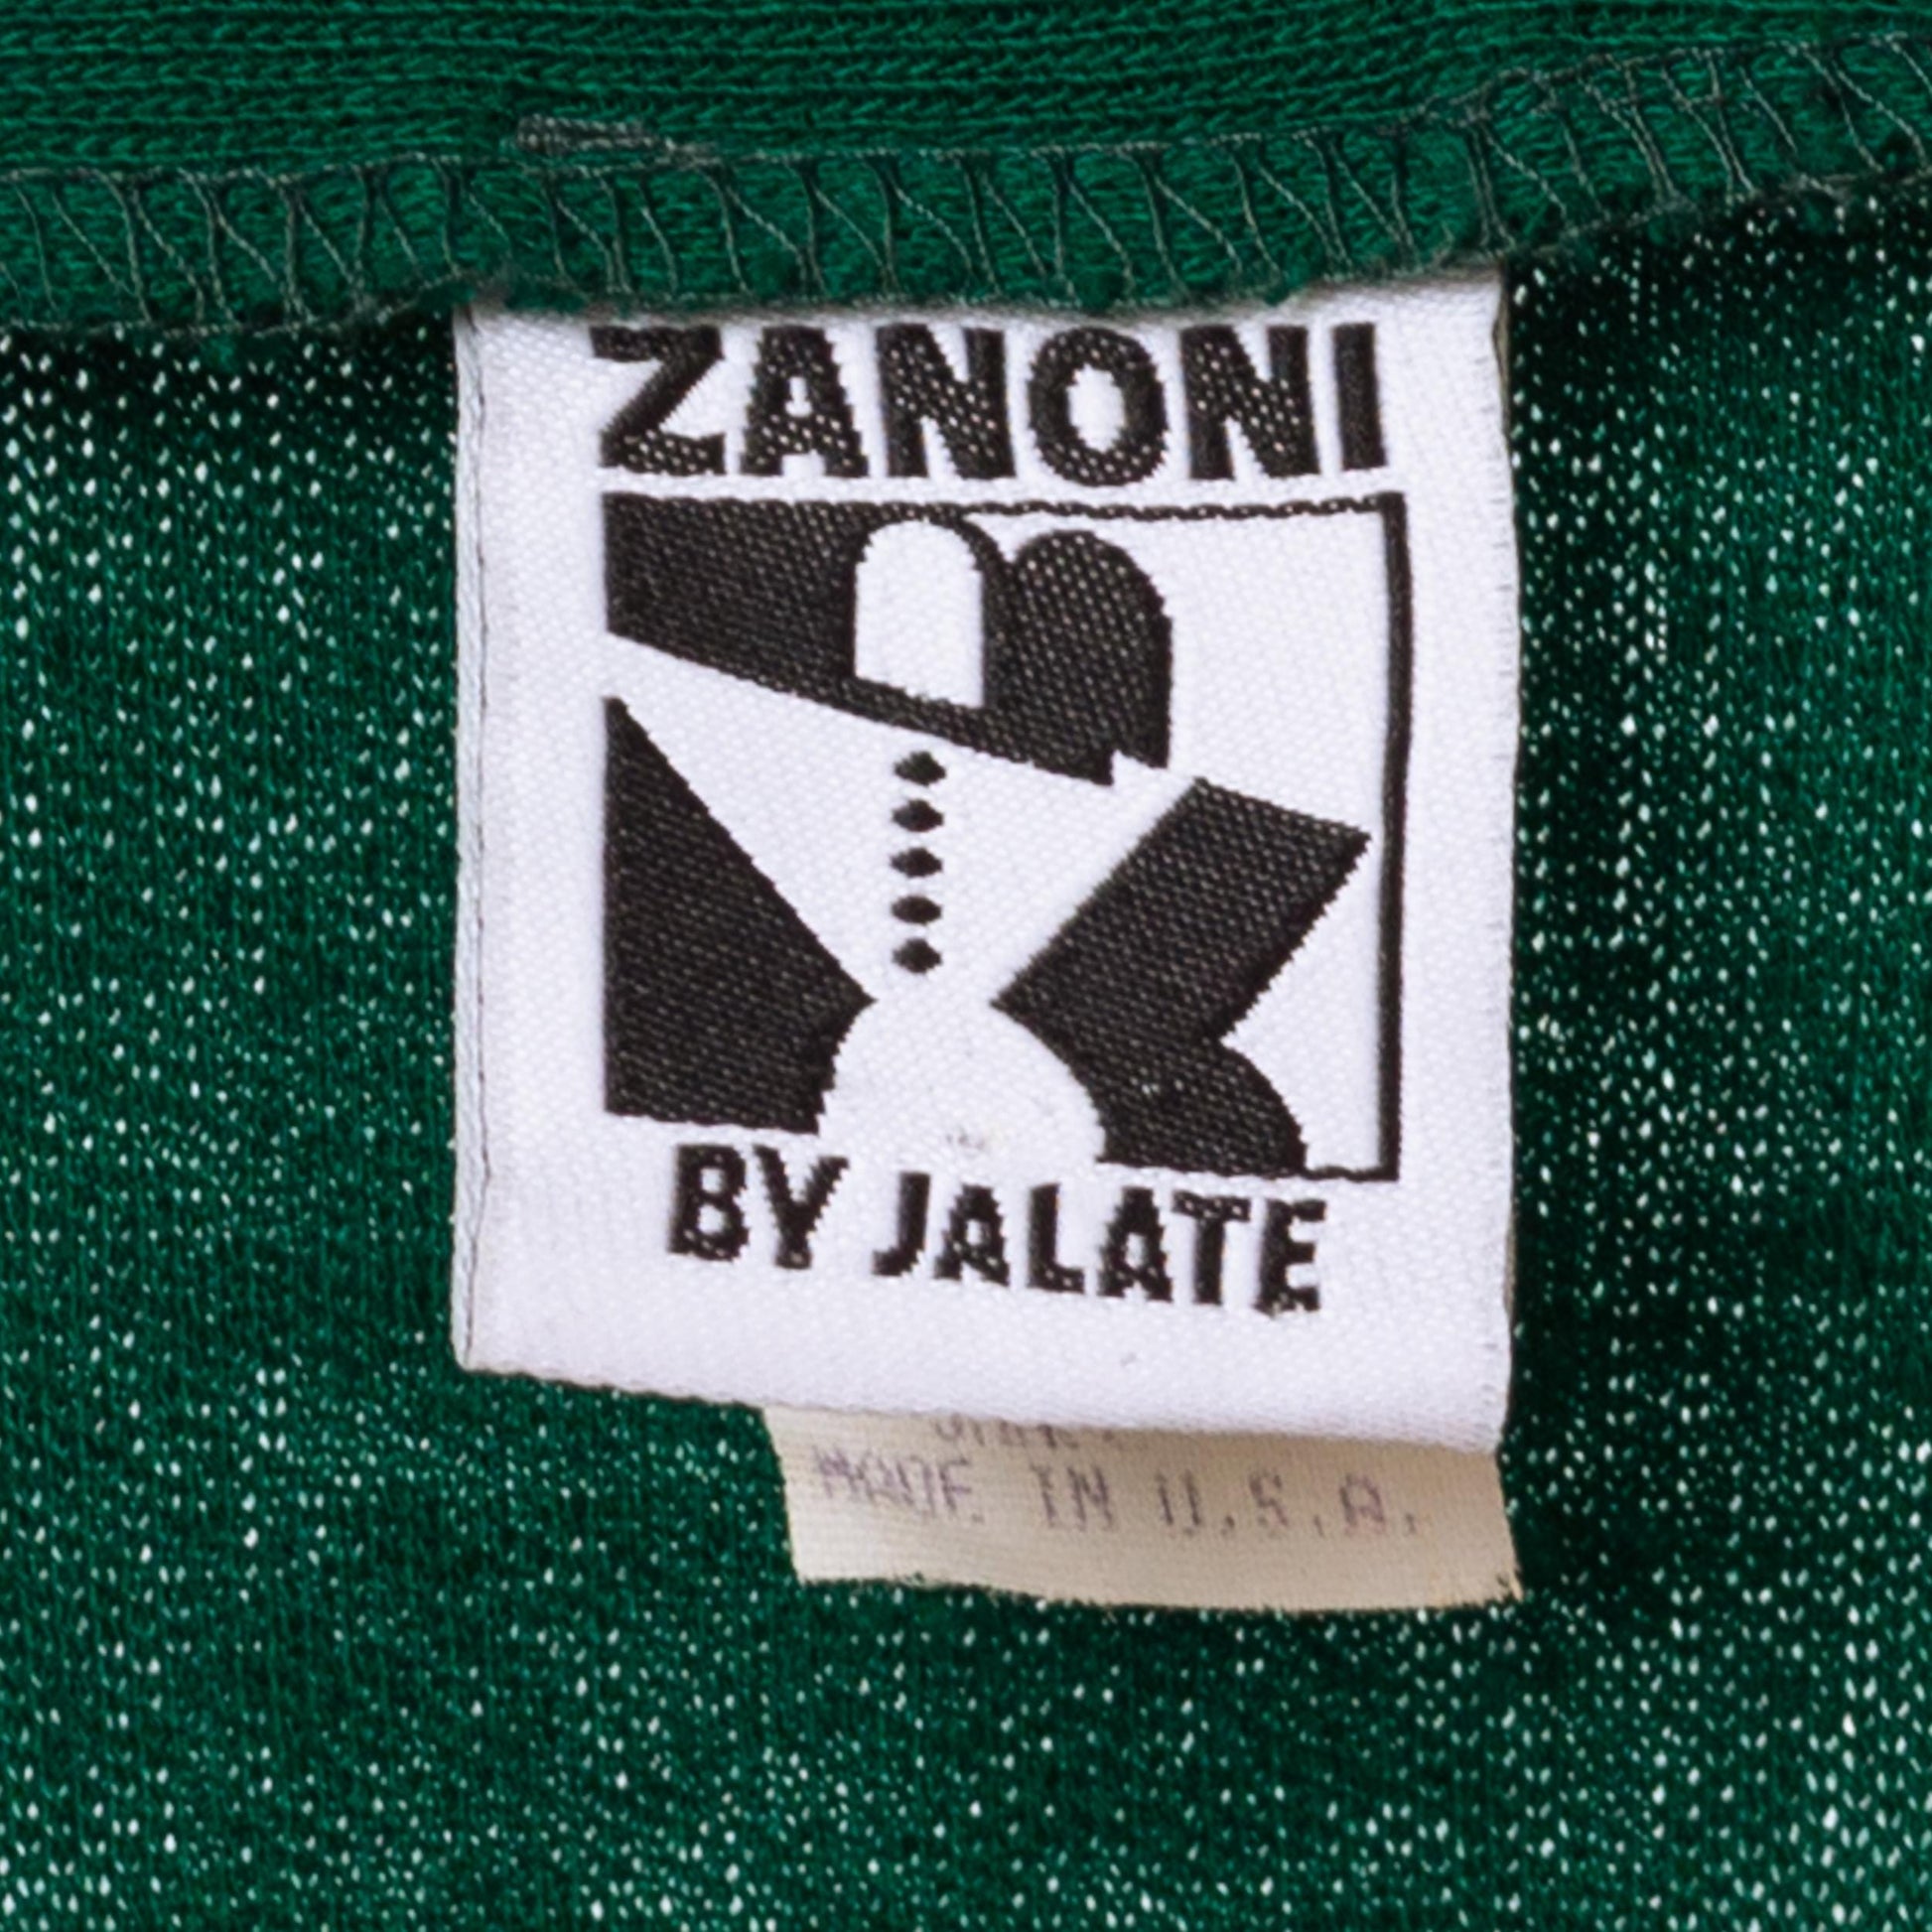 ZANONI
BY JALATE
MADE IN U.S.A.